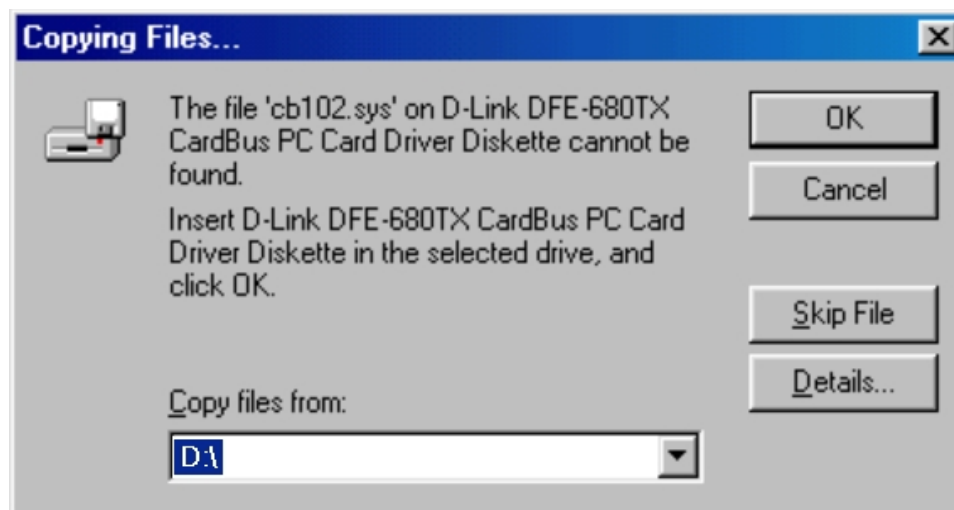 Copying Files...
The file 'cb102.sys' on D-Link DFE-680TX
CardBus PC Card Driver Diskette cannot be
found.
Insert D-Link DFE-680TX CardBus PC Card
Driver Diskette in the selected drive, and
click OK.
Copy files from:
D:\
OK
Cancel
Skip File
Details...